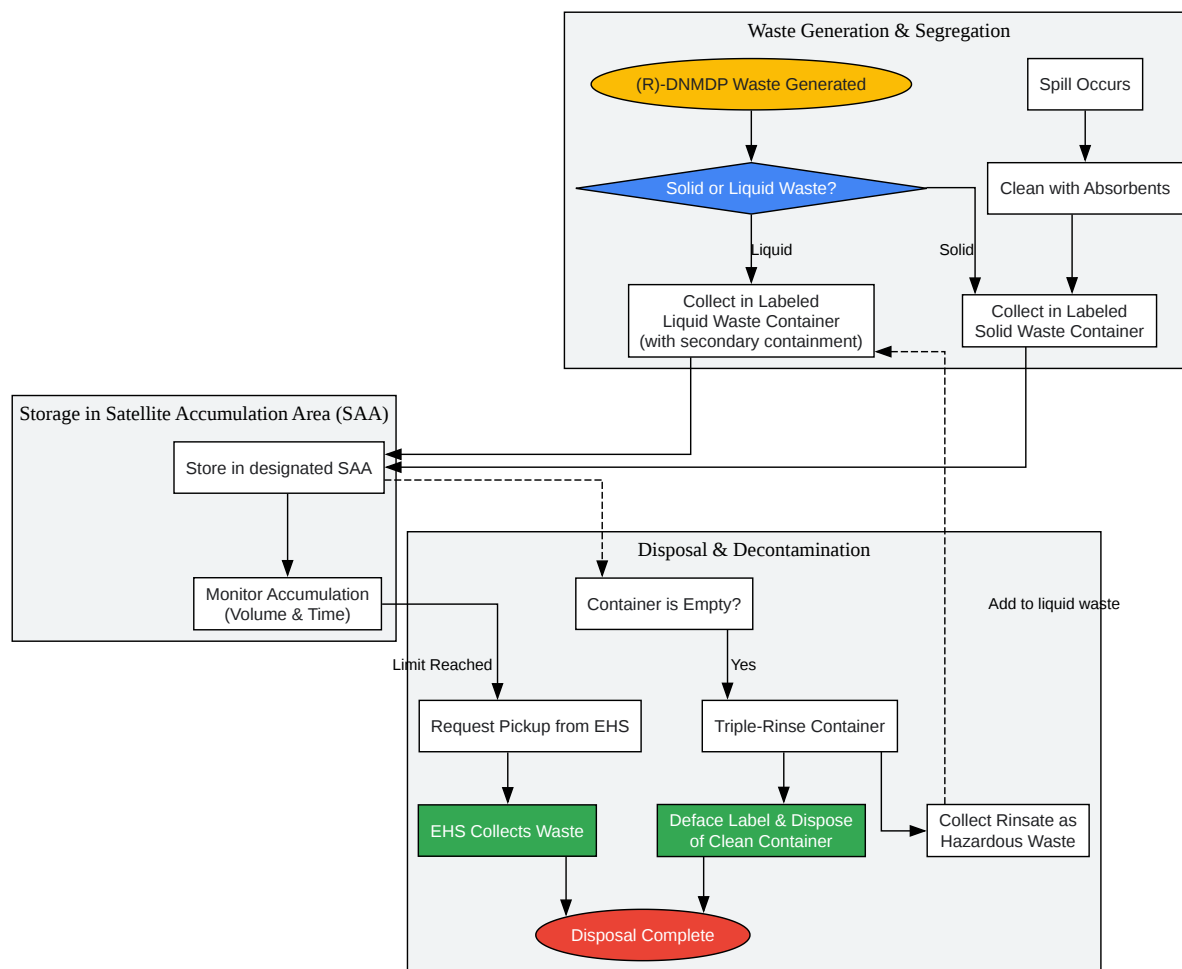 Waste Generation & Segregation
(R)-DNMDP Waste Generated
Spill Occurs
Solid or Liquid Waste?
Clean with Absorbents
Liquid
Solid
Collect in Labeled
Liquid Waste Container
(with secondary containment)
Collect in Labeled
Solid Waste Container
Storage in Satellite Accumulation Area (SAA)
Store in designated SAA
Monitor Accumulation
(Volume & Time)
Disposal & Decontamination
Container is Empty?
Add to liquid waste
Limit Reached
Yes
Request Pickup from EHS
Triple-Rinse Container
EHS Collects Waste
Deface Label & Dispose
of Clean Container
Collect Rinsate as
Hazardous Waste
Disposal Complete